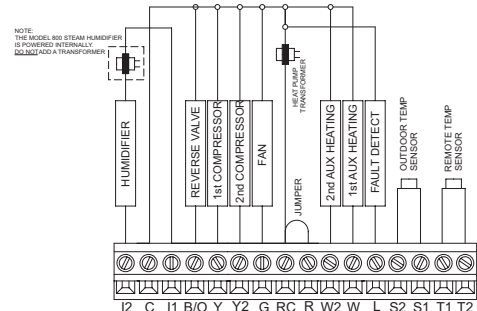 NOTE:
THE MODEL 800 STEAM HUMIDIFIER
IS POWERED INTERNALLY.
DO NOT ADD A TRANSFORMER
HUMIDIFIER
REVERSE VALVE
1st COMPRESSOR
2nd COMPRESSOR
FAN
HEAT PUMP
TRANSFORMER
JUMPER
2nd AUX HEATING
1st AUX HEATING
FAULT DETECT
OUTDOOR TEMP
SENSOR
REMOTE TEMP
SENSOR
I2 C I1 B/O Y Y2 G RC R W2 W L S2 S1 T1 T2